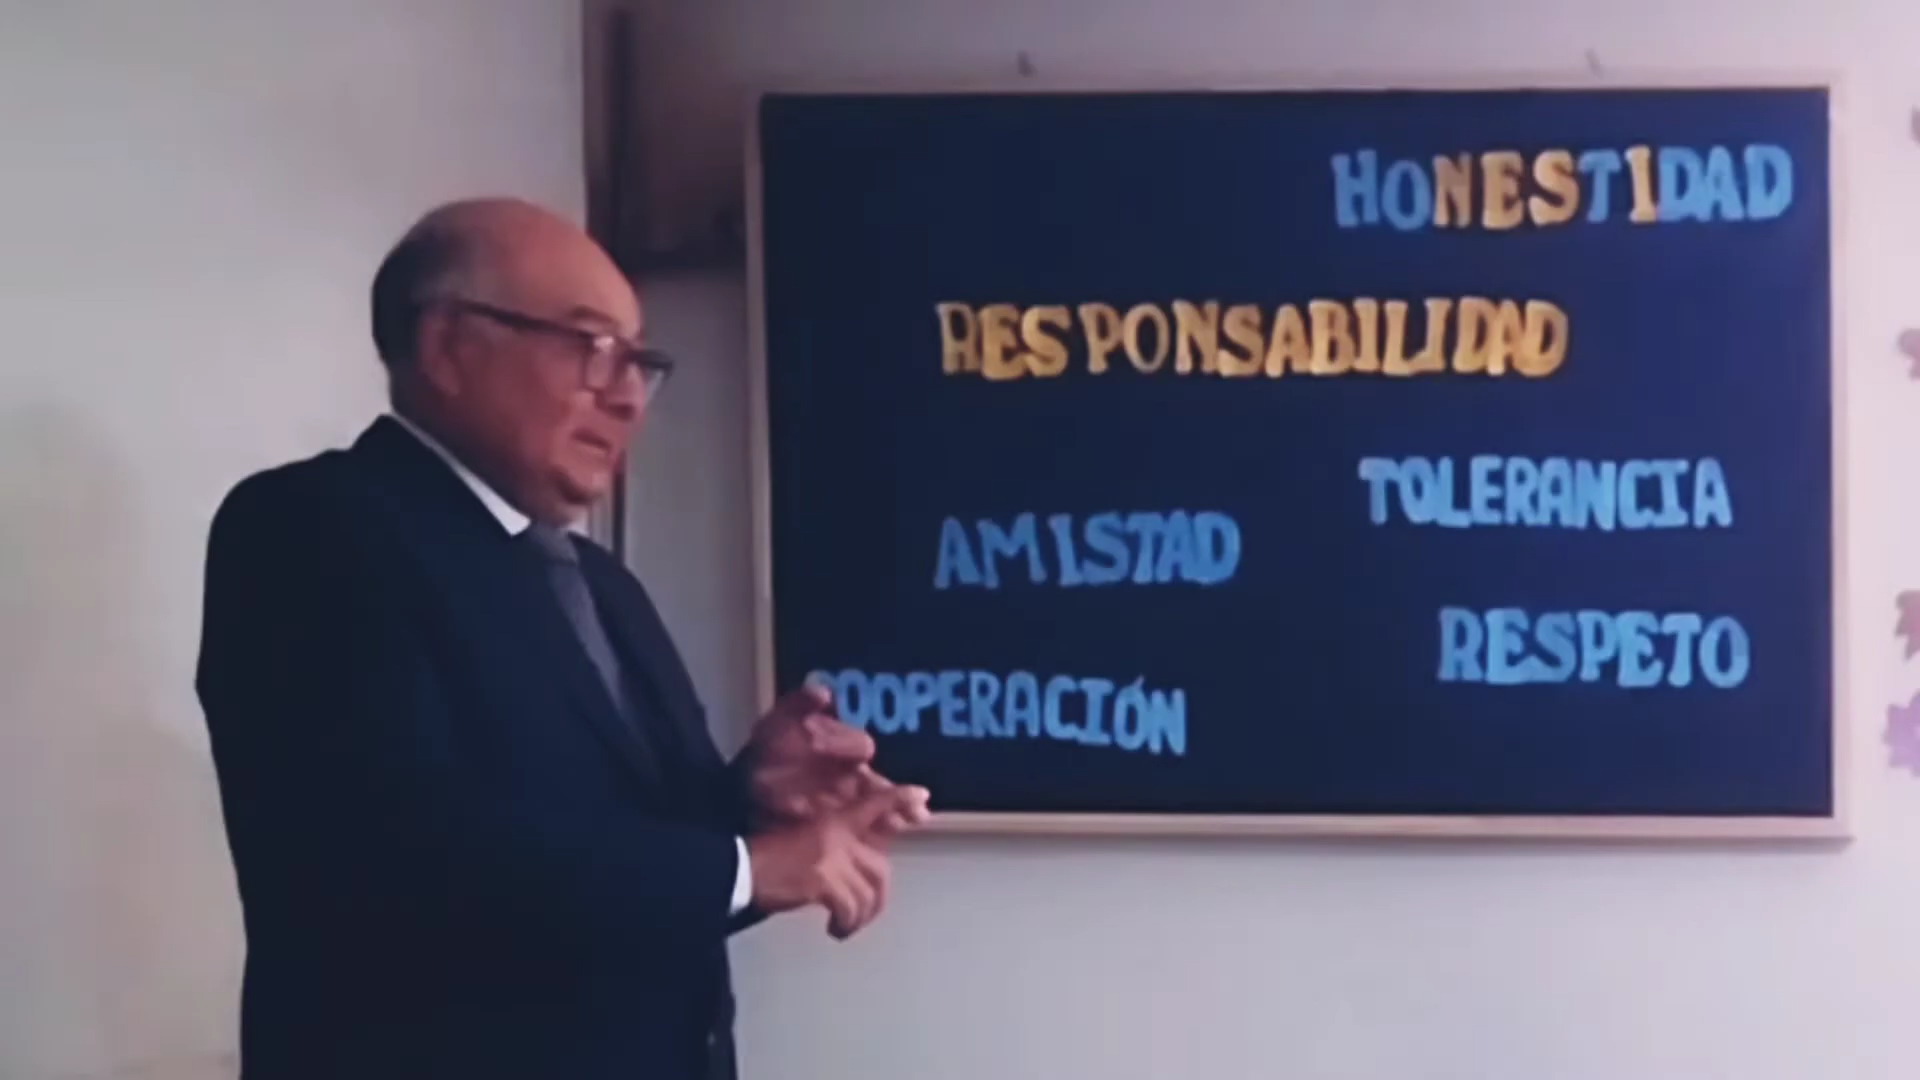 HONESTIDAD
RESPONSABILIDAD
TOLERANCIA
AMISTAD
RESPETO
COOPERACIÓN